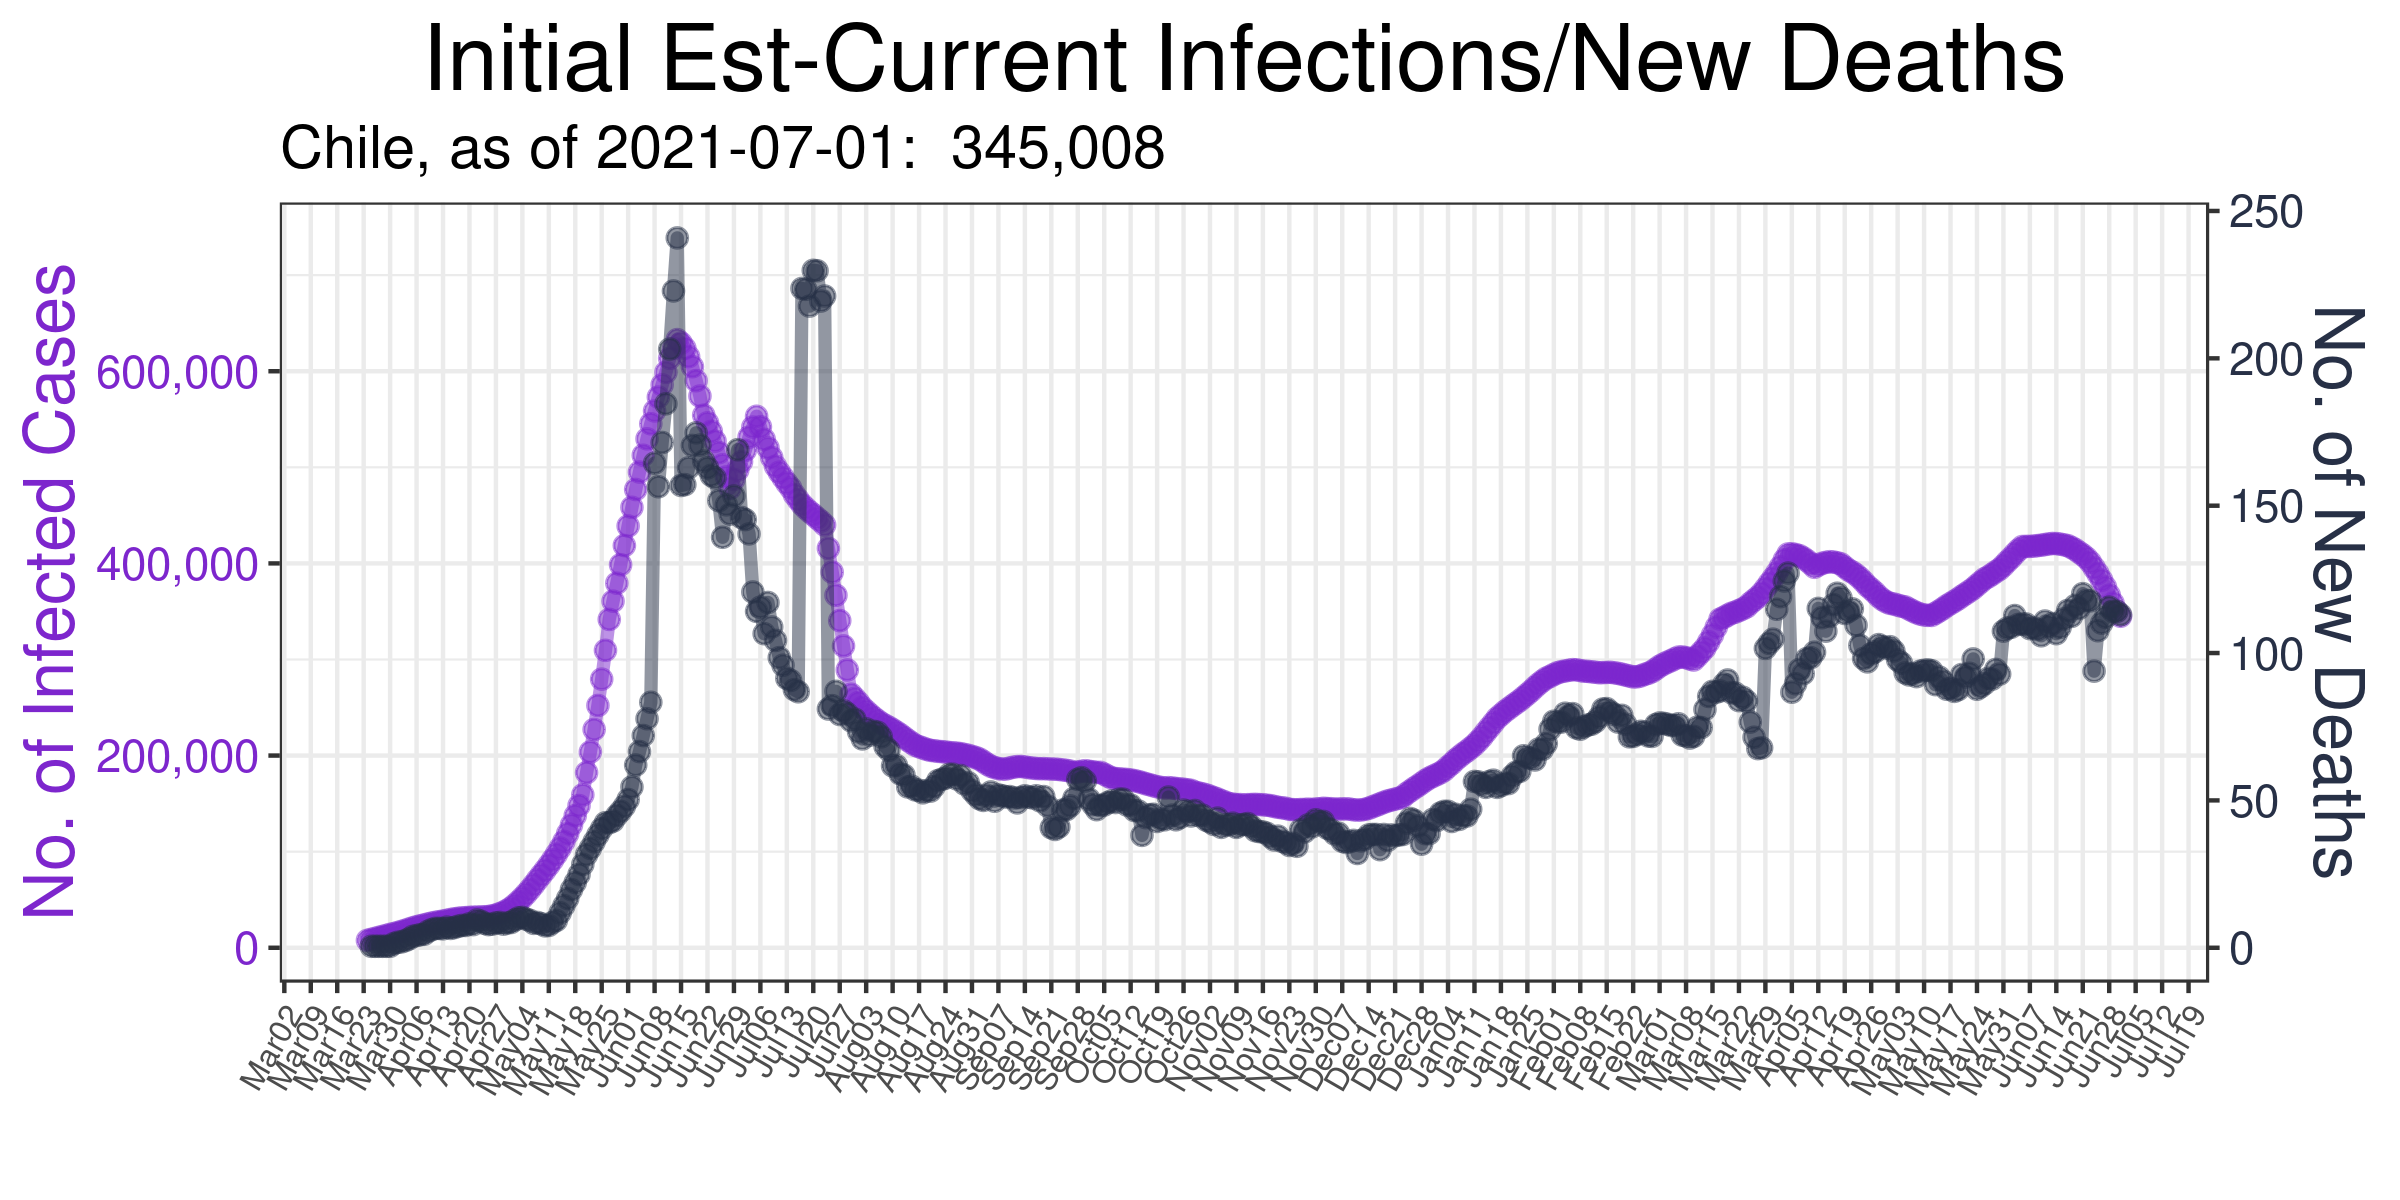 Initial Est-Current Infections/New Deaths
Chile, as of 2021-07-01:  345,008
No. of Infected Cases
600,000
400,000
200,000
0
250
200
150
100
50
0
No. of New Deaths
Mar02
Mar09
Mar16
Mar23
Mar30
Apr06
Apr13
Apr20
Apr27
May04
May11
May18
May25
Jun01
Jun08
Jun15
Jun22
Jun29
Jul06
Jul13
Jul20
Jul27
Aug03
Aug10
Aug17
Aug24
Aug31
Sep07
Sep14
Sep21
Sep28
Oct05
Oct12
Oct19
Oct26
Nov02
Nov09
Nov16
Nov23
Nov30
Dec07
Dec14
Dec21
Dec28
Jan04
Jan11
Jan18
Jan25
Feb01
Feb08
Feb15
Feb22
Mar01
Mar08
Mar15
Mar22
Mar29
Apr05
Apr12
Apr19
Apr26
May03
May10
May17
May24
May31
Jun07
Jun14
Jun21
Jun28
Jul05
Jul12
Jul19